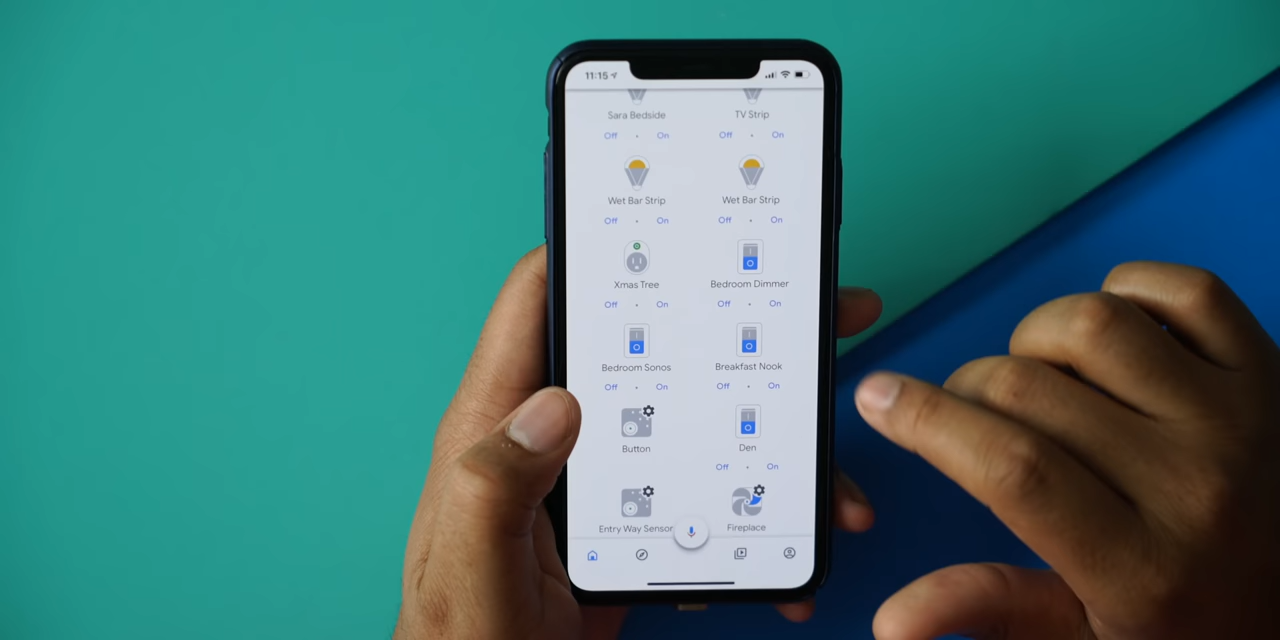 11:15
Sara Bedside TV Strip
Off • On Off • On
Wet Bar Strip Wet Bar Strip
Off • On Off • On
Xmas Tree Bedroom Dimmer
Off • On Off • On
Bedroom Sonos Breakfast Nook
Off • On Off • On
Button Den
Off • On
Entry Way Sensor Fireplace